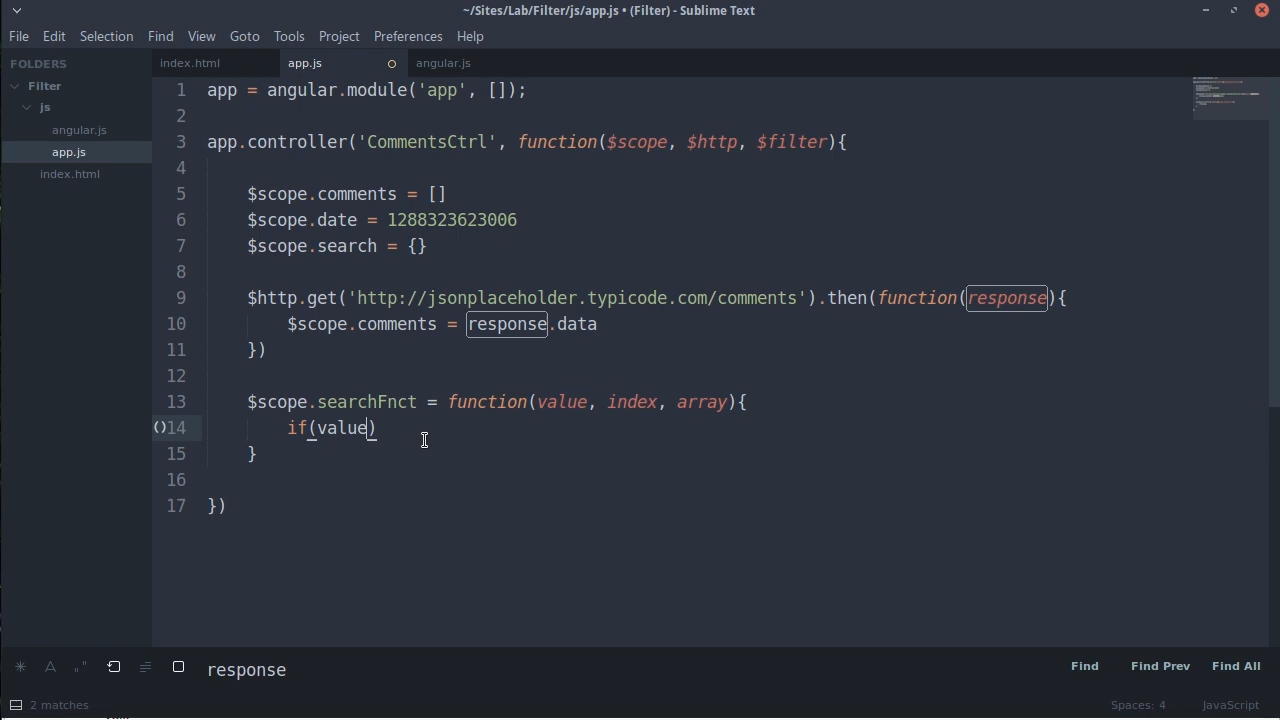 ~/Sites/Lab/Filter/js/app.js • (Filter) - Sublime Text
File Edit Selection Find View Goto Tools Project Preferences Help
FOLDERS
Filter
js
angular.js
app.js
index.html
index.html app.js angular.js
1 app = angular.module('app', []);
2
3 app.controller('CommentsCtrl', function($scope, $http, $filter){
4
5 $scope.comments = []
6 $scope.date = 1288323623006
7 $scope.search = {}
8
9 $http.get('http://jsonplaceholder.typicode.com/comments').then(function(response){
10 $scope.comments = response.data
11 })
12
13 $scope.searchFnct = function(value, index, array){
14 if(value)
15 }
16
17 })
response
Find Find Prev Find All
2 matches
Spaces: 4 JavaScript